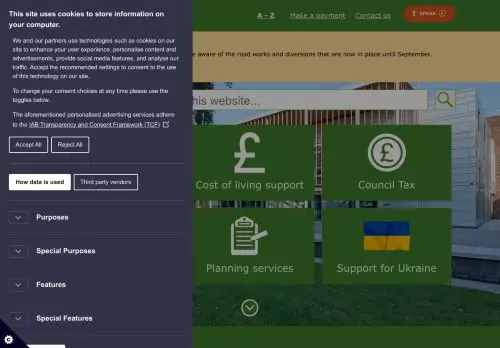 This site uses cookies to store information on
your computer.
We and our partners use technologies such as cookies on our
site to enhance your user experience, personalise content and
advertisements, provide social media features, and analyse our
traffic. Accept the recommended settings to consent to the use
of this technology on our site.
To change your consent choices at any time please use the
toggles below.
The aforementioned personalised advertising services adhere
to the IAB Transparency and Consent Framework (TCF)
Accept All Reject All
How data is used Third party vendors
Purposes
Special Purposes
Features
Special Features
A - Z Make a payment Contact us SPEAK
aware of the road works and diversions that are now in place until September.
this website...
Cost of living support Council Tax
Planning services Support for Ukraine